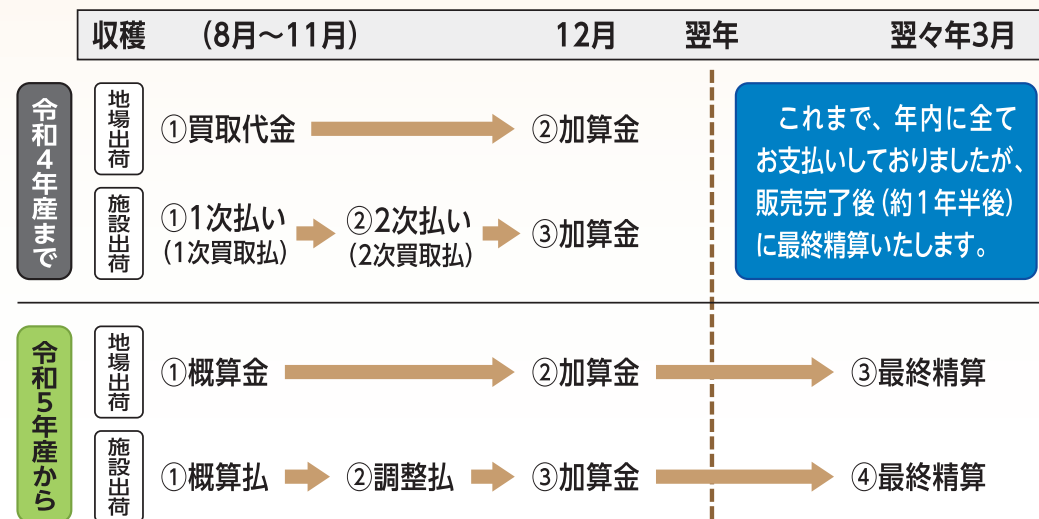 収穫 (8月～11月) 12月 翌年 翌々年3月
令和4年産まで
地場出荷
①買取代金 ②加算金
施設出荷
①1次払い ②2次払い ③加算金
(1次買取払) (2次買取払)
これまで、年内に全て
お支払いしておりましたが、
販売完了後(約1年半後)
に最終精算いたします。
令和5年産から
地場出荷
①概算金 ②加算金 ③最終精算
施設出荷
①概算払 ②調整払 ③加算金 ④最終精算